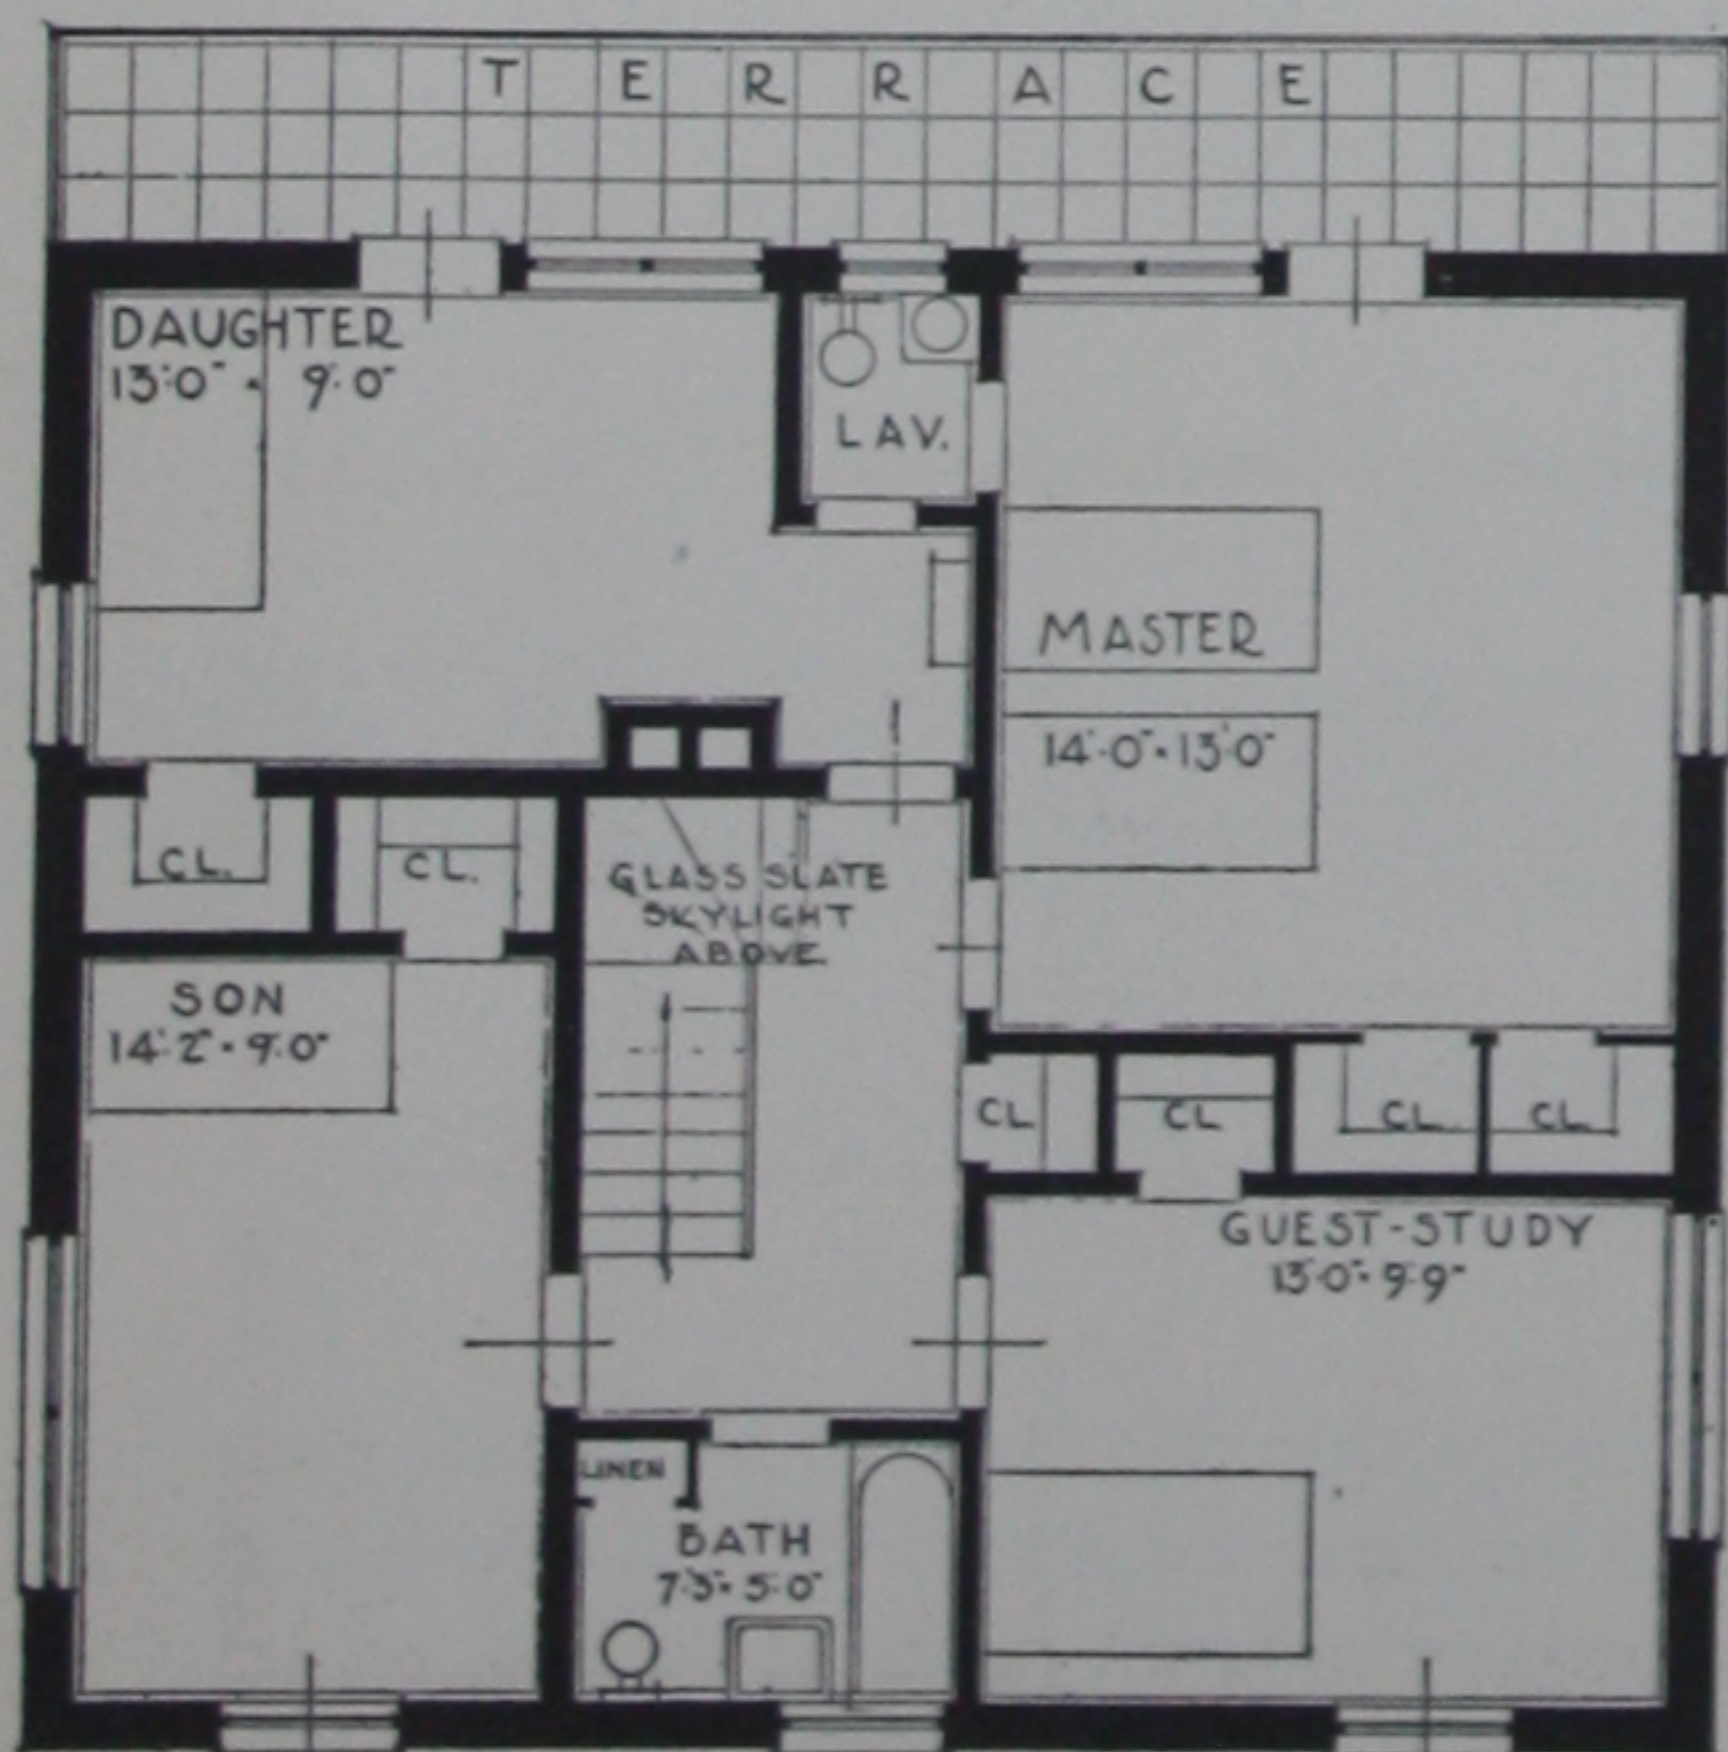 TERRACE
DAUGHTER
13'-0" · 9'-0"
LAV.
MASTER
14'-0" · 13'-0"
CL.
CL.
GLASS SLATE
SKYLIGHT
ABOVE
SON
14'-2" · 9'-0"
CL
CL
CL
CL
GUEST-STUDY
13'-0" · 9'-9"
LINEN
BATH
7'-3" · 5'-0"